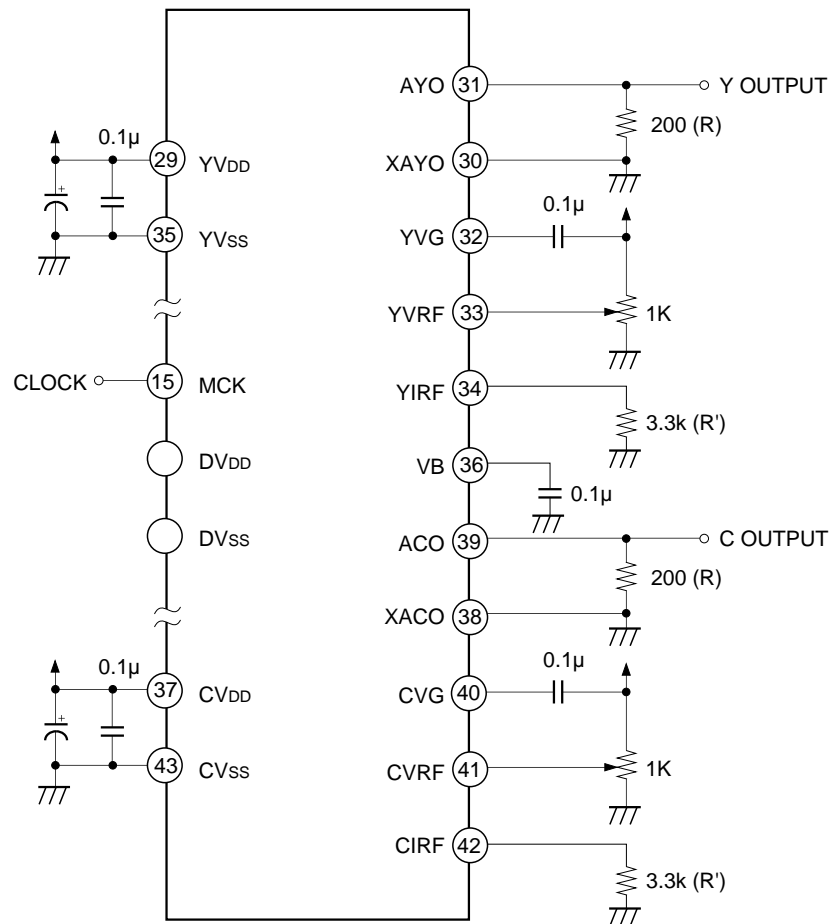 AYO 31 Y OUTPUT
200 (R)
0.1µ
29 YVDD
XAYO 30
0.1µ
35 YVSS
YVG 32
YVRF 33 1K
CLOCK 15 MCK
YIRF 34
3.3k (R')
DVDD
VB 36
0.1µ
DVSS
ACO 39 C OUTPUT
200 (R)
XACO 38
0.1µ
0.1µ
37 CVDD
CVG 40
43 CVSS
CVRF 41 1K
CIRF 42
3.3k (R')